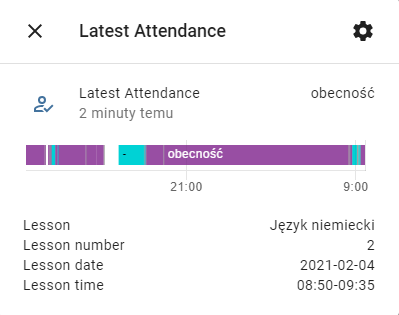 Latest Attendance
Latest Attendance obecność
2 minuty temu
- obecność
21:00 9:00
Lesson Język niemiecki
Lesson number 2
Lesson date 2021-02-04
Lesson time 08:50-09:35